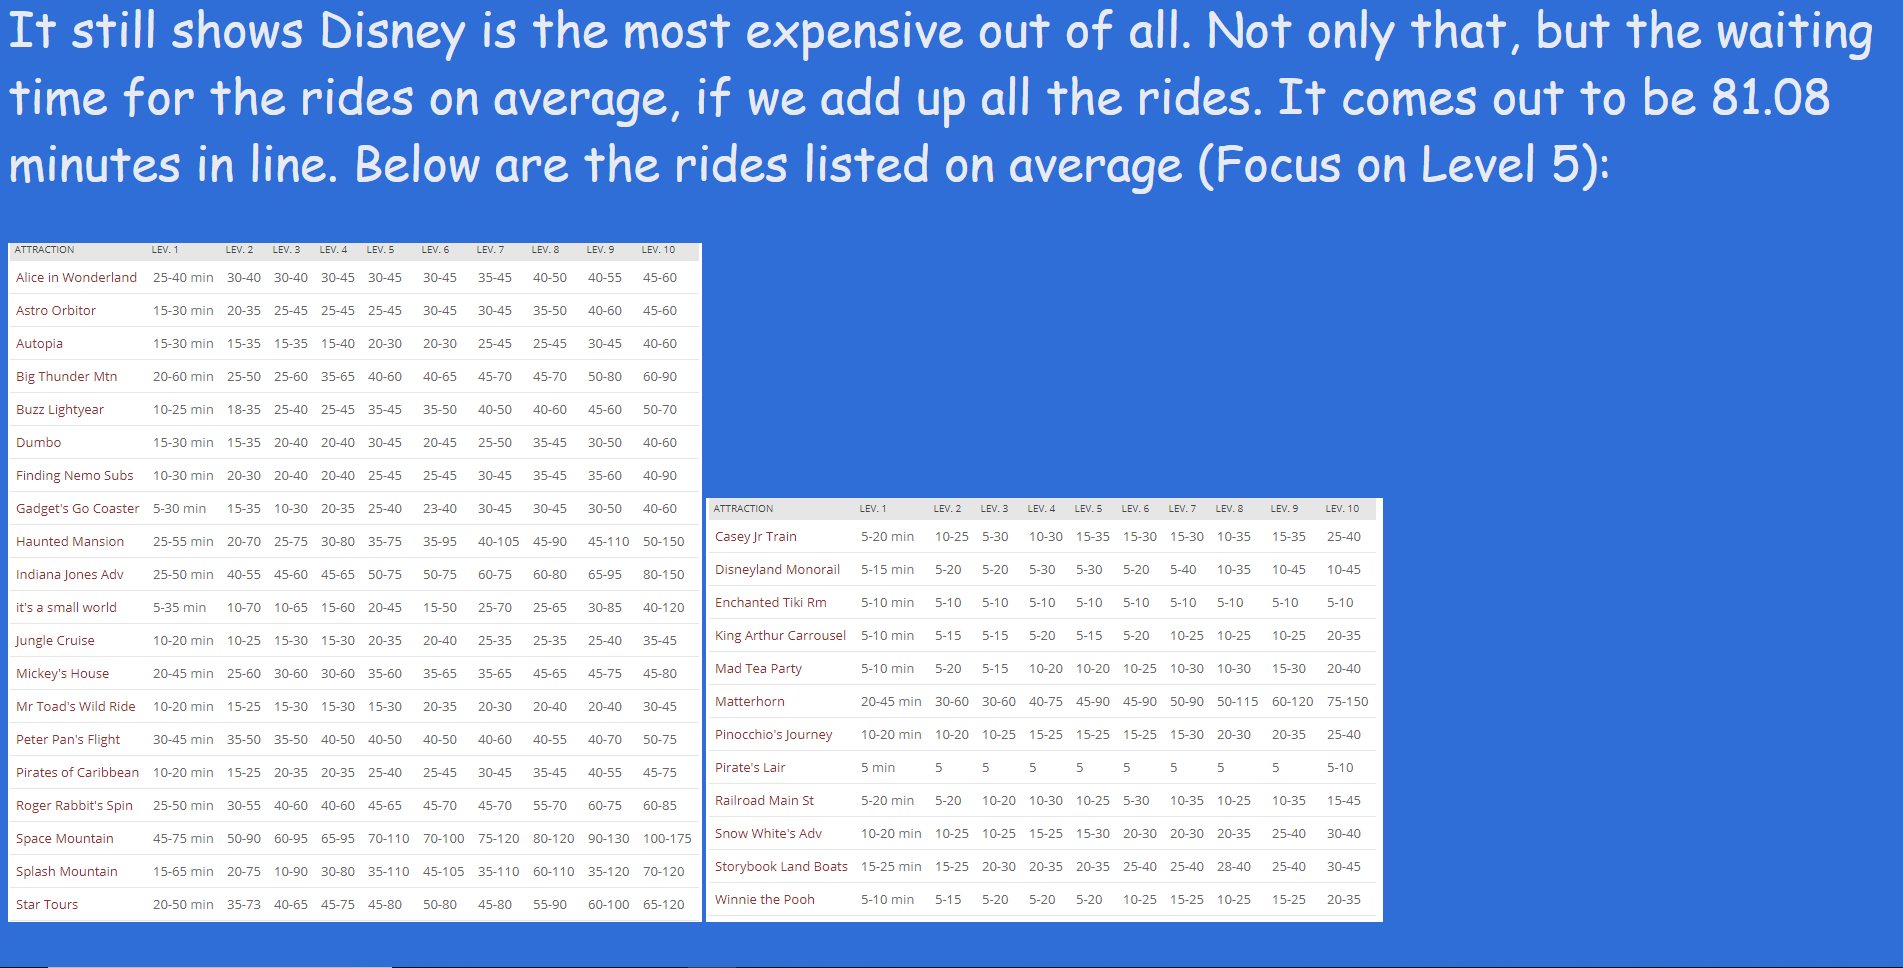 It still shows Disney is the most expensive out of all. Not only that, but the waiting
time for the rides on average, if we add up all the rides. It comes out to be 81.08
minutes in line. Below are the rides listed on average (Focus on Level 5):
ATTRACTION LEV. 1 LEV. 2 LEV. 3 LEV. 4 LEV. 5 LEV. 6 LEV. 7 LEV. 8 LEV. 9 LEV. 10
Alice in Wonderland 25-40 min 30-40 30-40 30-45 30-45 30-45 35-45 40-50 40-55 45-60
Astro Orbitor 15-30 min 20-35 25-45 25-45 25-45 30-45 30-45 35-50 40-60 45-60
Autopia 15-30 min 15-35 15-35 15-40 20-30 20-30 25-45 25-45 30-45 40-60
Big Thunder Mtn 20-60 min 25-50 25-60 35-65 40-60 40-65 45-70 45-70 50-80 60-90
Buzz Lightyear 10-25 min 18-35 25-40 25-45 35-45 35-50 40-50 40-60 45-60 50-70
Dumbo 15-30 min 15-35 20-40 20-40 30-45 20-45 25-50 35-45 30-50 40-60
Finding Nemo Subs 10-30 min 20-30 20-40 20-40 25-45 25-45 30-45 35-45 35-60 40-90
Gadget's Go Coaster 5-30 min 15-35 10-30 20-35 25-40 23-40 30-45 30-45 30-50 40-60
Haunted Mansion 25-55 min 20-70 25-75 30-80 35-75 35-95 40-105 45-90 45-110 50-150
Indiana Jones Adv 25-50 min 40-55 45-60 45-65 50-75 50-75 60-75 60-80 65-95 80-150
it's a small world 5-35 min 10-70 10-65 15-60 20-45 15-50 25-70 25-65 30-85 40-120
Jungle Cruise 10-20 min 10-25 15-30 15-30 20-35 20-40 25-35 25-35 25-40 35-45
Mickey's House 20-45 min 25-60 30-60 30-60 35-60 35-65 35-65 45-65 45-75 45-80
Mr Toad's Wild Ride 10-20 min 15-25 15-30 15-30 15-30 20-35 20-30 20-40 20-40 30-45
Peter Pan's Flight 30-45 min 35-50 35-50 40-50 40-50 40-50 40-60 40-55 40-70 50-75
Pirates of Caribbean 10-20 min 15-25 20-35 20-35 25-40 25-45 30-45 35-45 40-55 45-75
Roger Rabbit's Spin 25-50 min 30-55 40-60 40-60 45-65 45-70 45-70 55-70 60-75 60-85
Space Mountain 45-75 min 50-90 60-95 65-95 70-110 70-100 75-120 80-120 90-130 100-175
Splash Mountain 15-65 min 20-75 10-90 30-80 35-110 45-105 35-110 60-110 35-120 70-120
Star Tours 20-50 min 35-73 40-65 45-75 45-80 50-80 45-80 55-90 60-100 65-120
ATTRACTION LEV. 1 LEV. 2 LEV. 3 LEV. 4 LEV. 5 LEV. 6 LEV. 7 LEV. 8 LEV. 9 LEV. 10
Casey Jr Train 5-20 min 10-25 5-30 10-30 15-35 15-30 15-30 10-35 15-35 25-40
Disneyland Monorail 5-15 min 5-20 5-20 5-30 5-30 5-20 5-40 10-35 10-45 10-45
Enchanted Tiki Rm 5-10 min 5-10 5-10 5-10 5-10 5-10 5-10 5-10 5-10 5-10
King Arthur Carrousel 5-10 min 5-15 5-15 5-20 5-15 5-20 10-25 10-25 10-25 20-35
Mad Tea Party 5-10 min 5-20 5-15 10-20 10-20 10-25 10-30 10-30 15-30 20-40
Matterhorn 20-45 min 30-60 30-60 40-75 45-90 45-90 50-90 50-115 60-120 75-150
Pinocchio's Journey 10-20 min 10-20 10-25 15-25 15-25 15-25 15-30 20-30 20-35 25-40
Pirate's Lair 5 min 5 5 5 5 5 5 5 5 5-10
Railroad Main St 5-20 min 5-20 10-20 10-30 10-25 5-30 10-35 10-25 10-35 15-45
Snow White's Adv 10-20 min 10-25 10-25 15-25 15-30 20-30 20-30 20-35 25-40 30-40
Storybook Land Boats 15-25 min 15-25 20-30 20-35 20-35 25-40 25-40 28-40 25-40 30-45
Winnie the Pooh 5-10 min 5-15 5-20 5-20 5-20 10-25 15-25 10-25 15-25 20-35